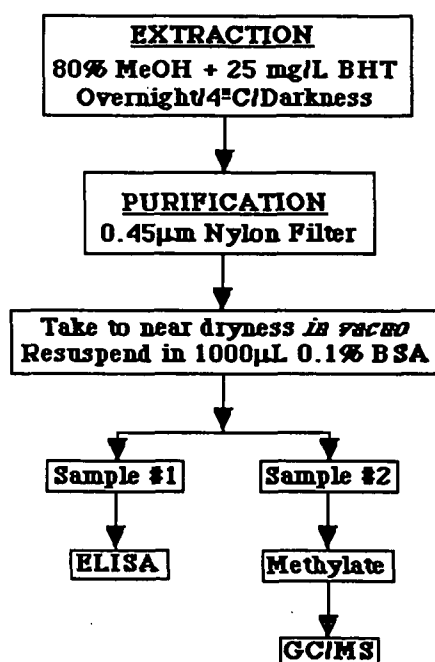 EXTRACTION
80% MeOH + 25 mg/L BHT
Overnight/4ºC/Darkness
PURIFICATION
0.45µm Nylon Filter
Take to near dryness in vacuo
Resuspend in 1000µL 0.1% BSA
Sample #1
Sample #2
ELISA
Methylate
GC/MS